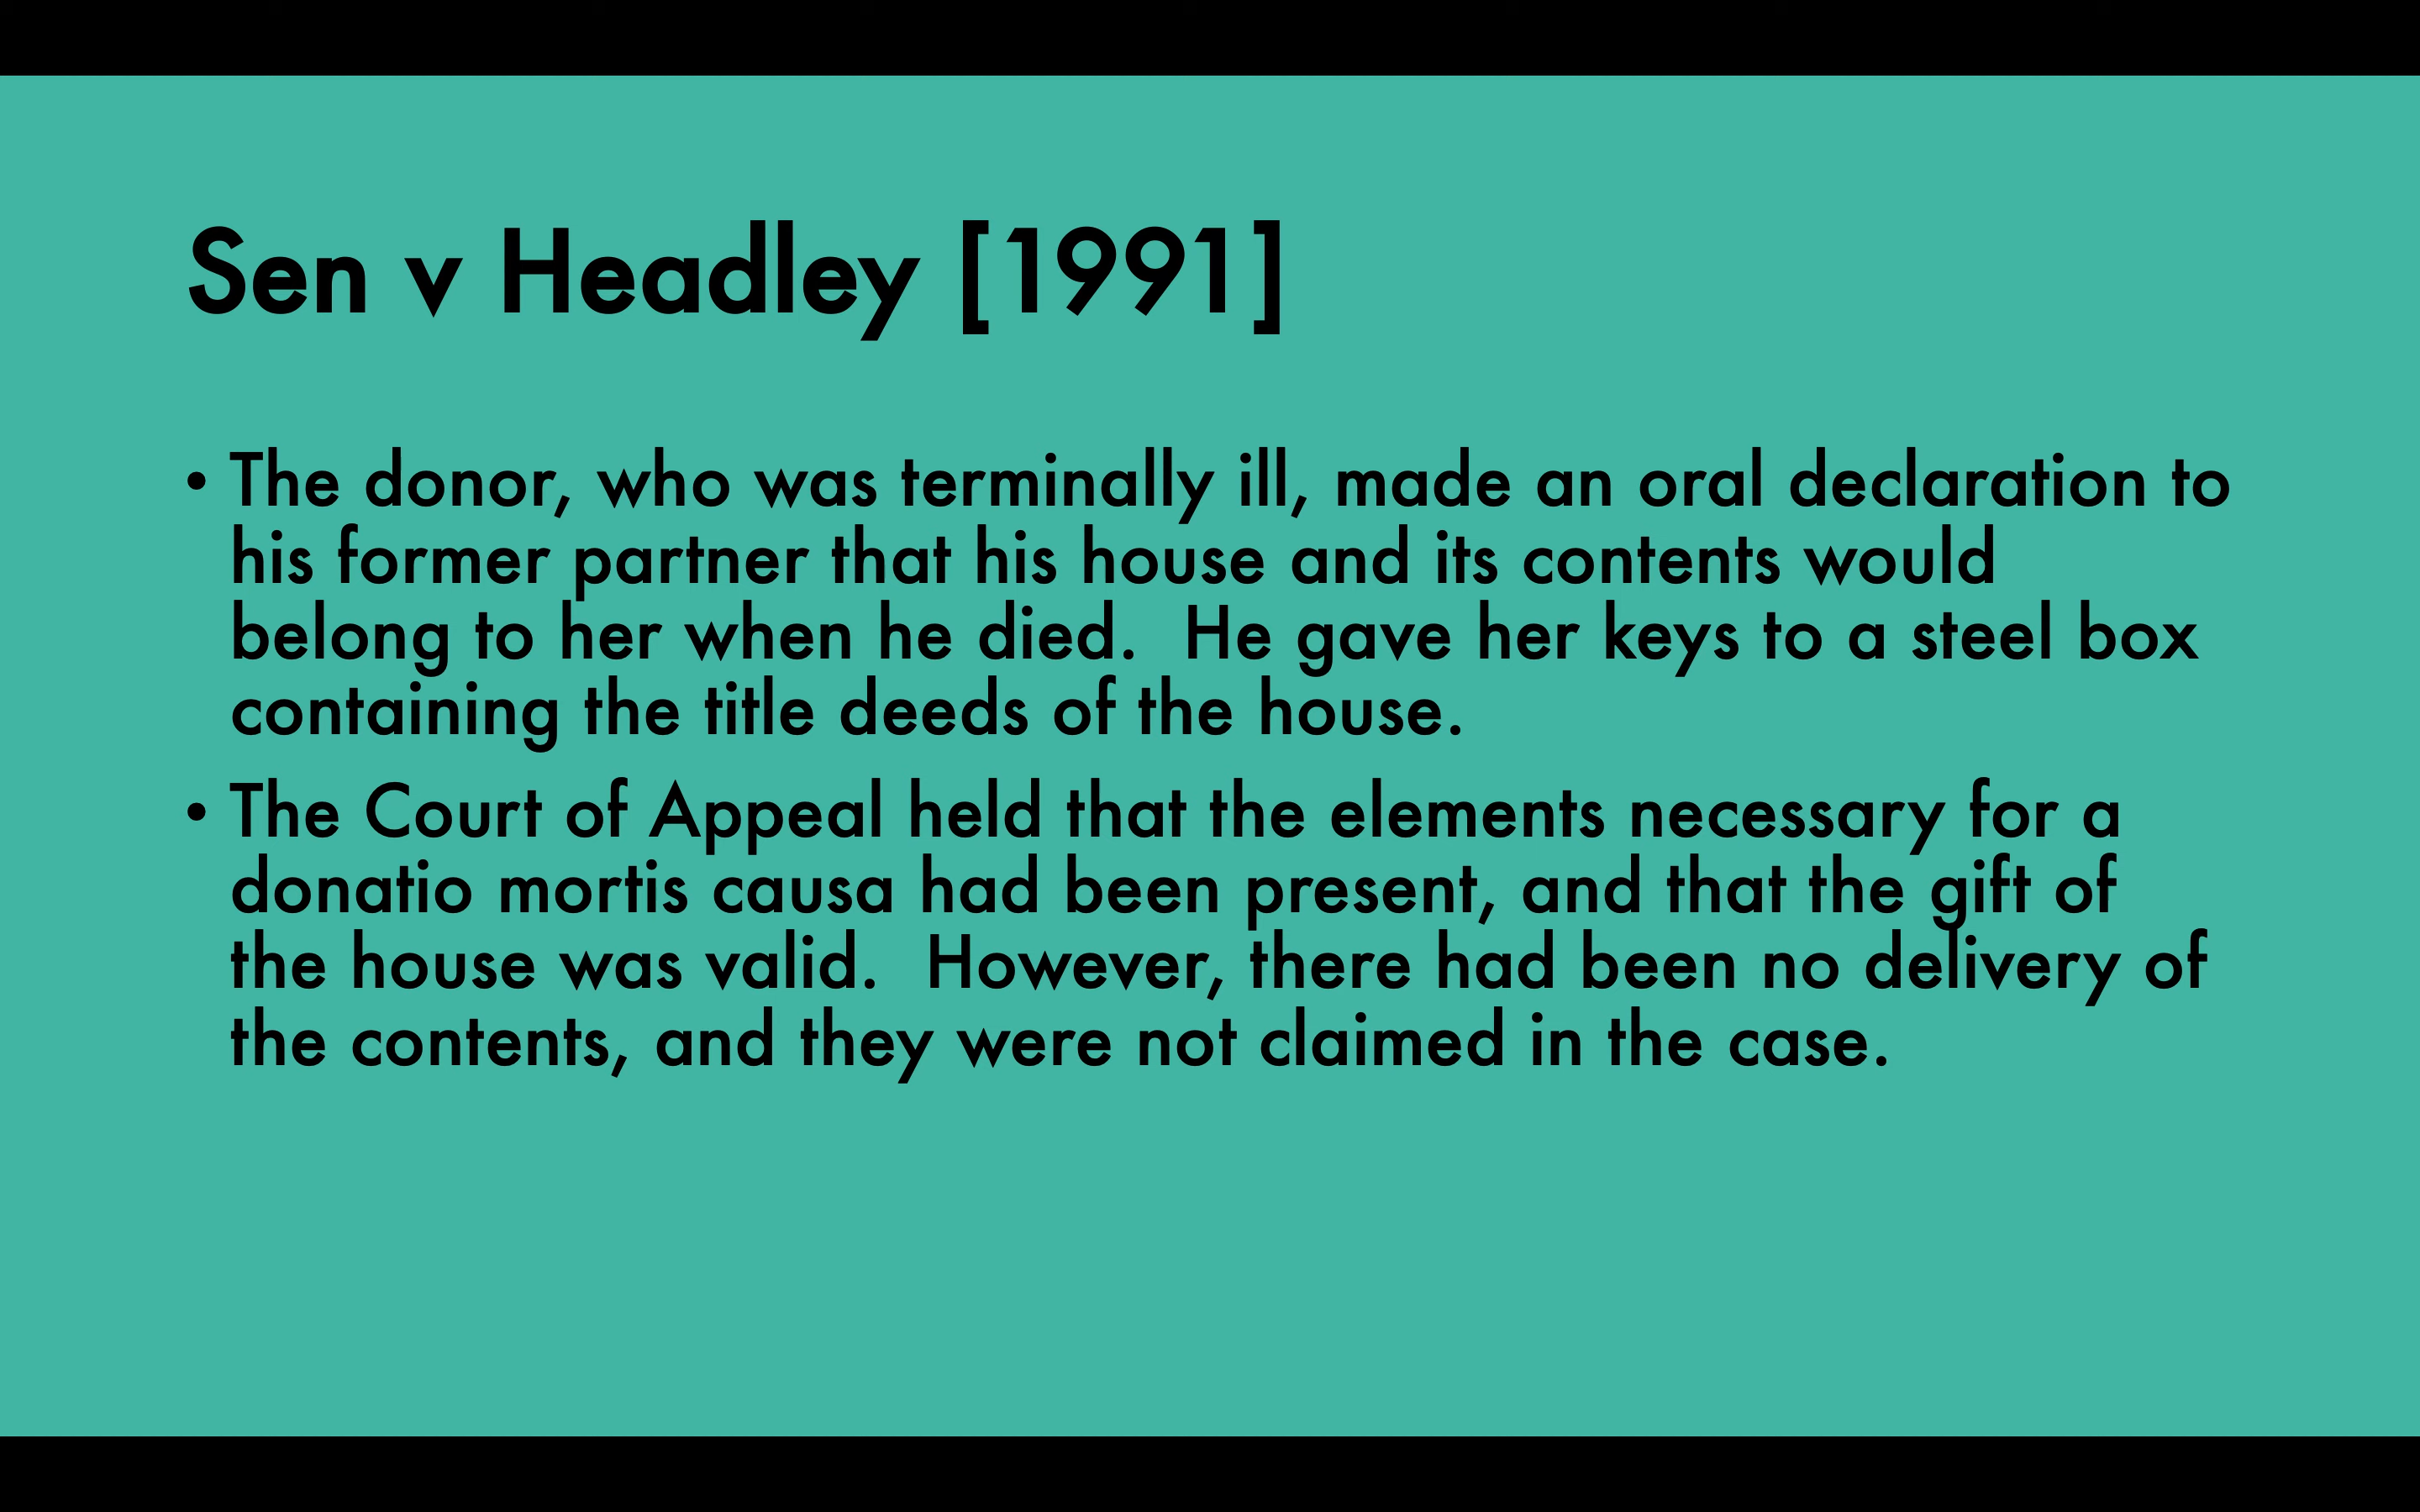 Sen v Headley [1991]
• The donor, who was terminally ill, made an oral declaration to
his former partner that his house and its contents would
belong to her when he died.  He gave her keys to a steel box
containing the title deeds of the house.
• The Court of Appeal held that the elements necessary for a
donatio mortis causa had been present, and that the gift of
the house was valid.  However, there had been no delivery of
the contents, and they were not claimed in the case.